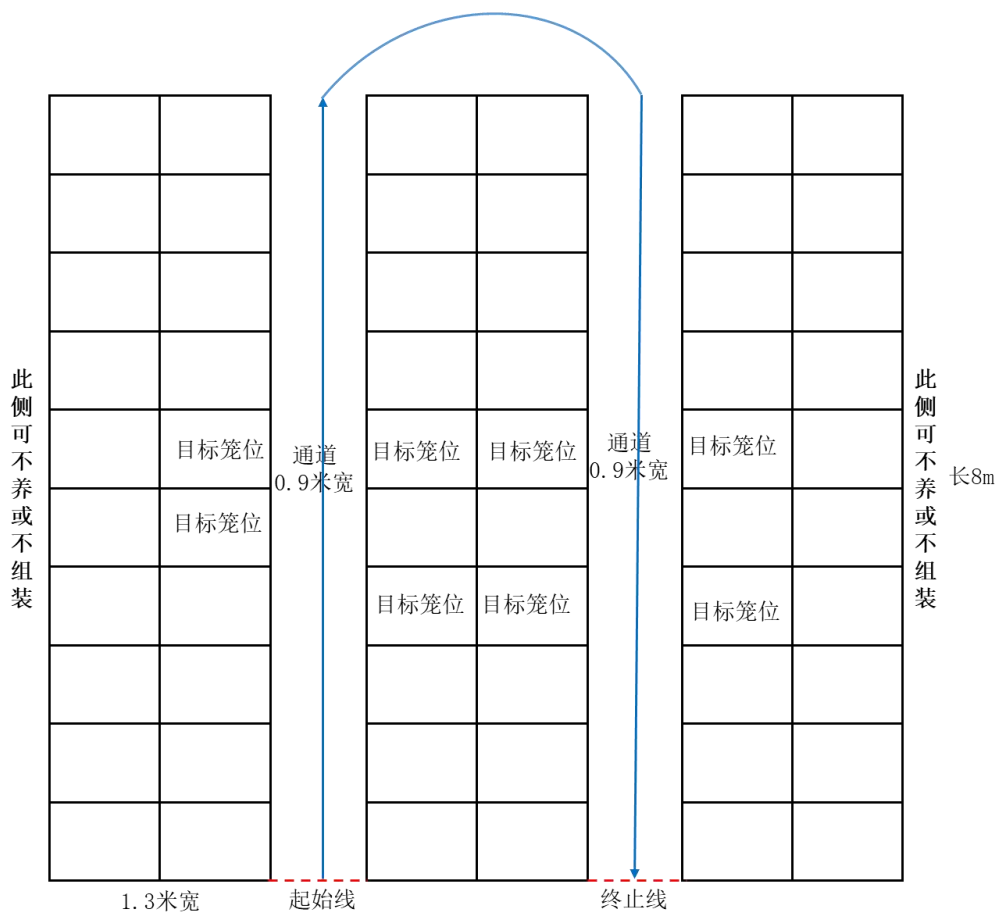 此侧可不养或不组装
目标笼位
目标笼位
通道
0.9米宽
目标笼位
目标笼位
目标笼位
目标笼位
通道
0.9米宽
目标笼位
目标笼位
此侧可不养或不组装
长8m
1.3米宽
起始线
终止线